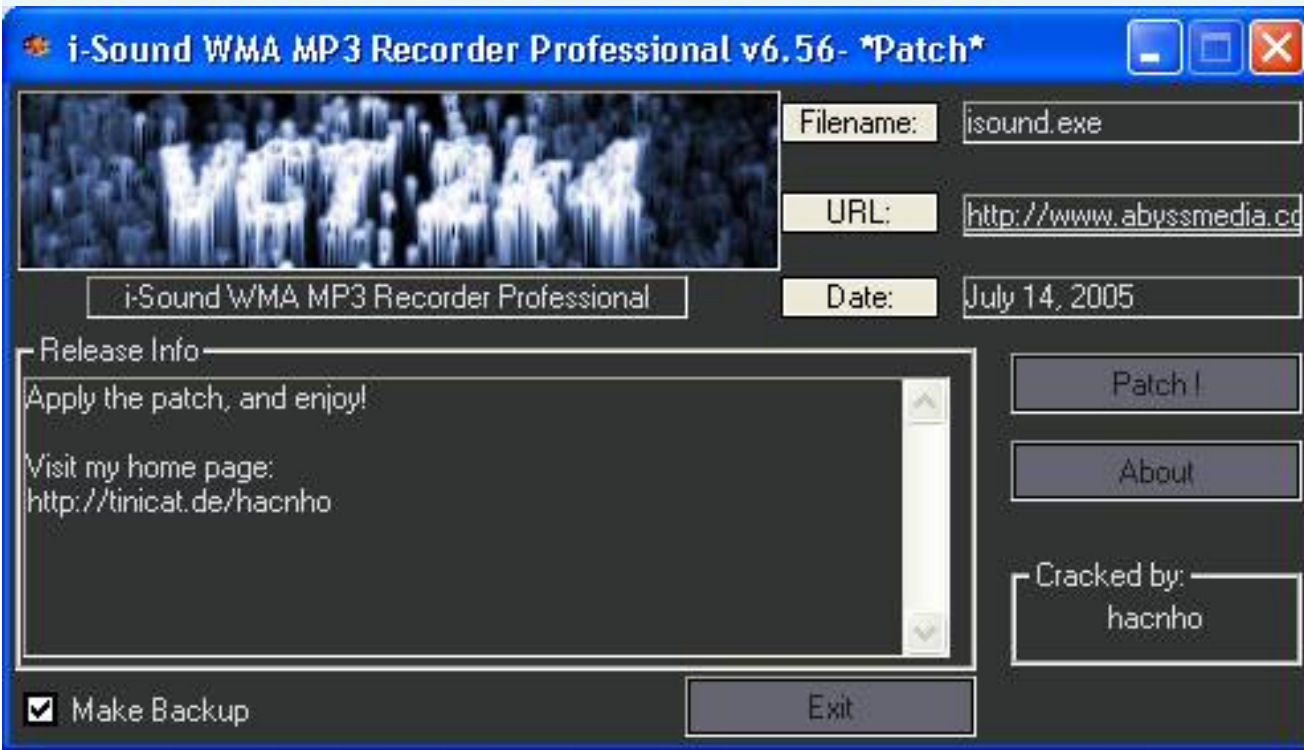 i-Sound WMA MP3 Recorder Professional v6.56- *Patch*
VCT.2k4
Filename: isound.exe
URL: http://www.abyssmedia.co
i-Sound WMA MP3 Recorder Professional
Date: July 14, 2005
Release Info
Apply the patch, and enjoy!
Visit my home page:
http://tinicat.de/hacnho
Patch !
About
Cracked by:
hacnho
Make Backup
Exit